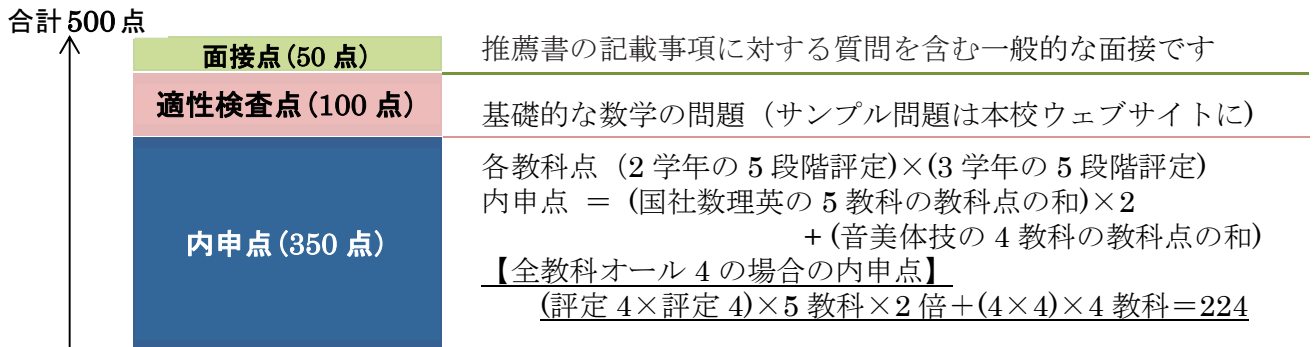 合計500点
面接点(50 点)
推薦書の記載事項に対する質問を含む一般的な面接です
適性検査点(100 点)
基礎的な数学の問題（サンプル問題は本校ウェブサイトに)
各教科点（2 学年の 5 段階評定)×(3 学年の 5 段階評定)
内申点 ＝ (国社数理英の 5 教科の教科点の和)×2
+ (音美体技の 4 教科の教科点の和)
内申点(350 点)
【全教科オール 4 の場合の内申点】
(評定 4×評定 4)×5 教科×2 倍＋(4×4)×4 教科＝224